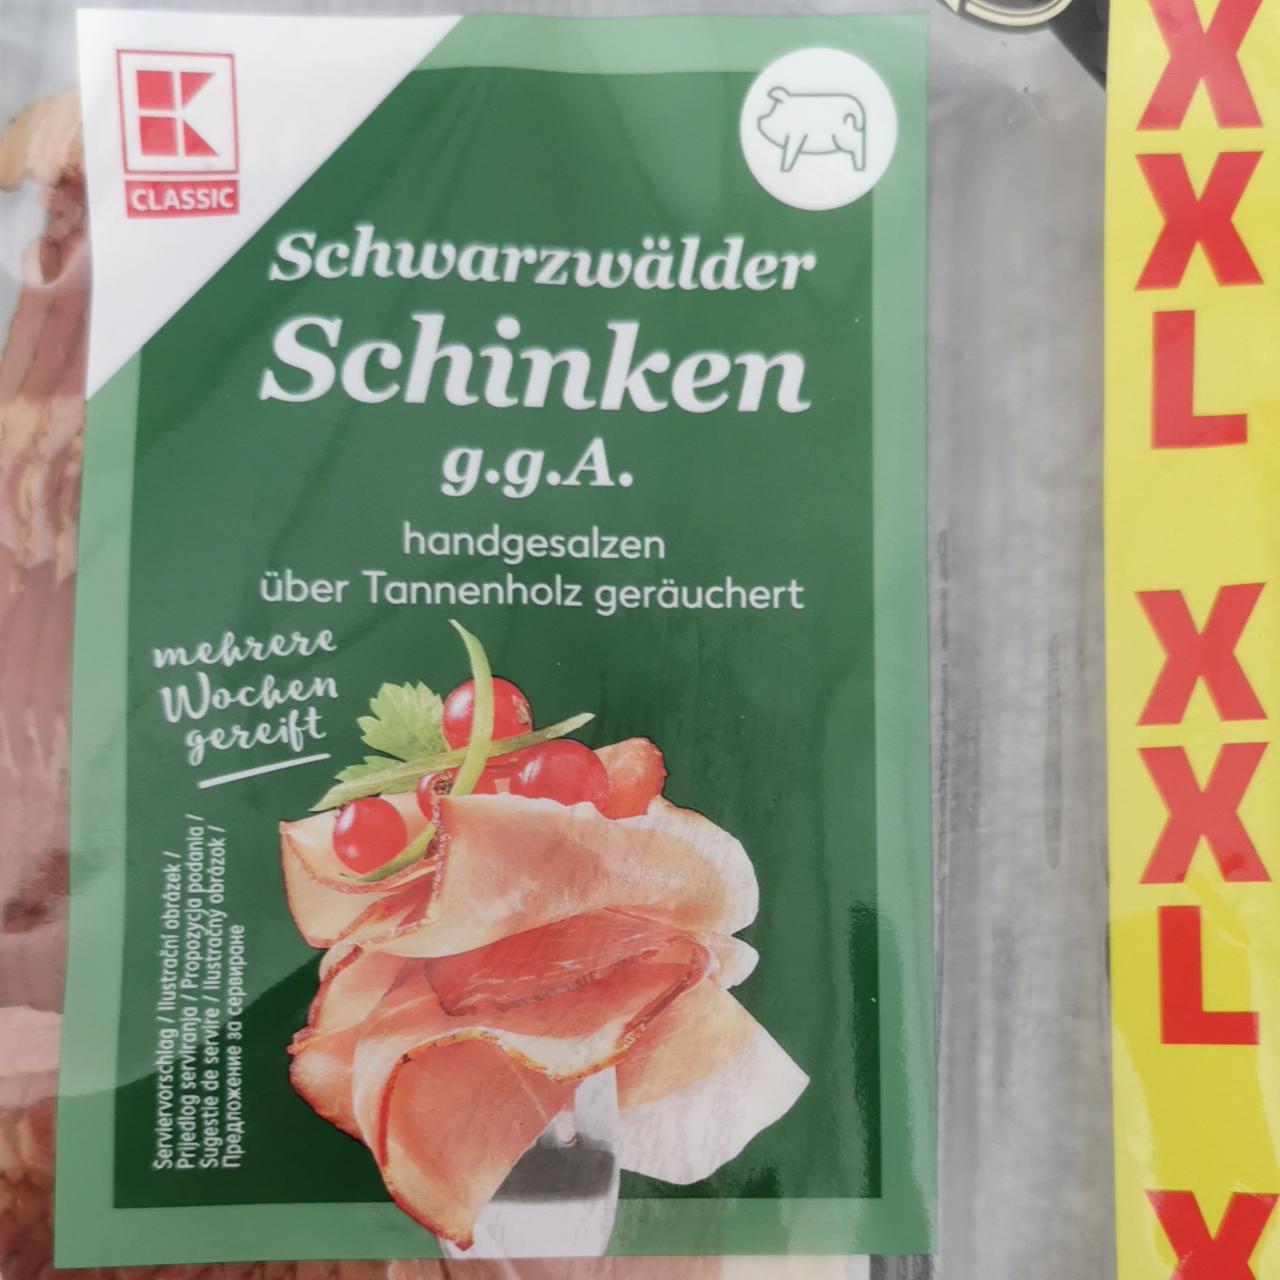 K
CLASSIC
Schwarzwälder
Schinken
g.g.A.
handgesalzen
über Tannenholz geräuchert
mehrere
Wochen
gereift
Serviervorschlag / Ilustrační obrázek /
Prijedlog serviranja / Propozycja podania /
Sugestie de servire / Ilustračný obrázok /
Предложение за сервиране
XXL
XXL
X